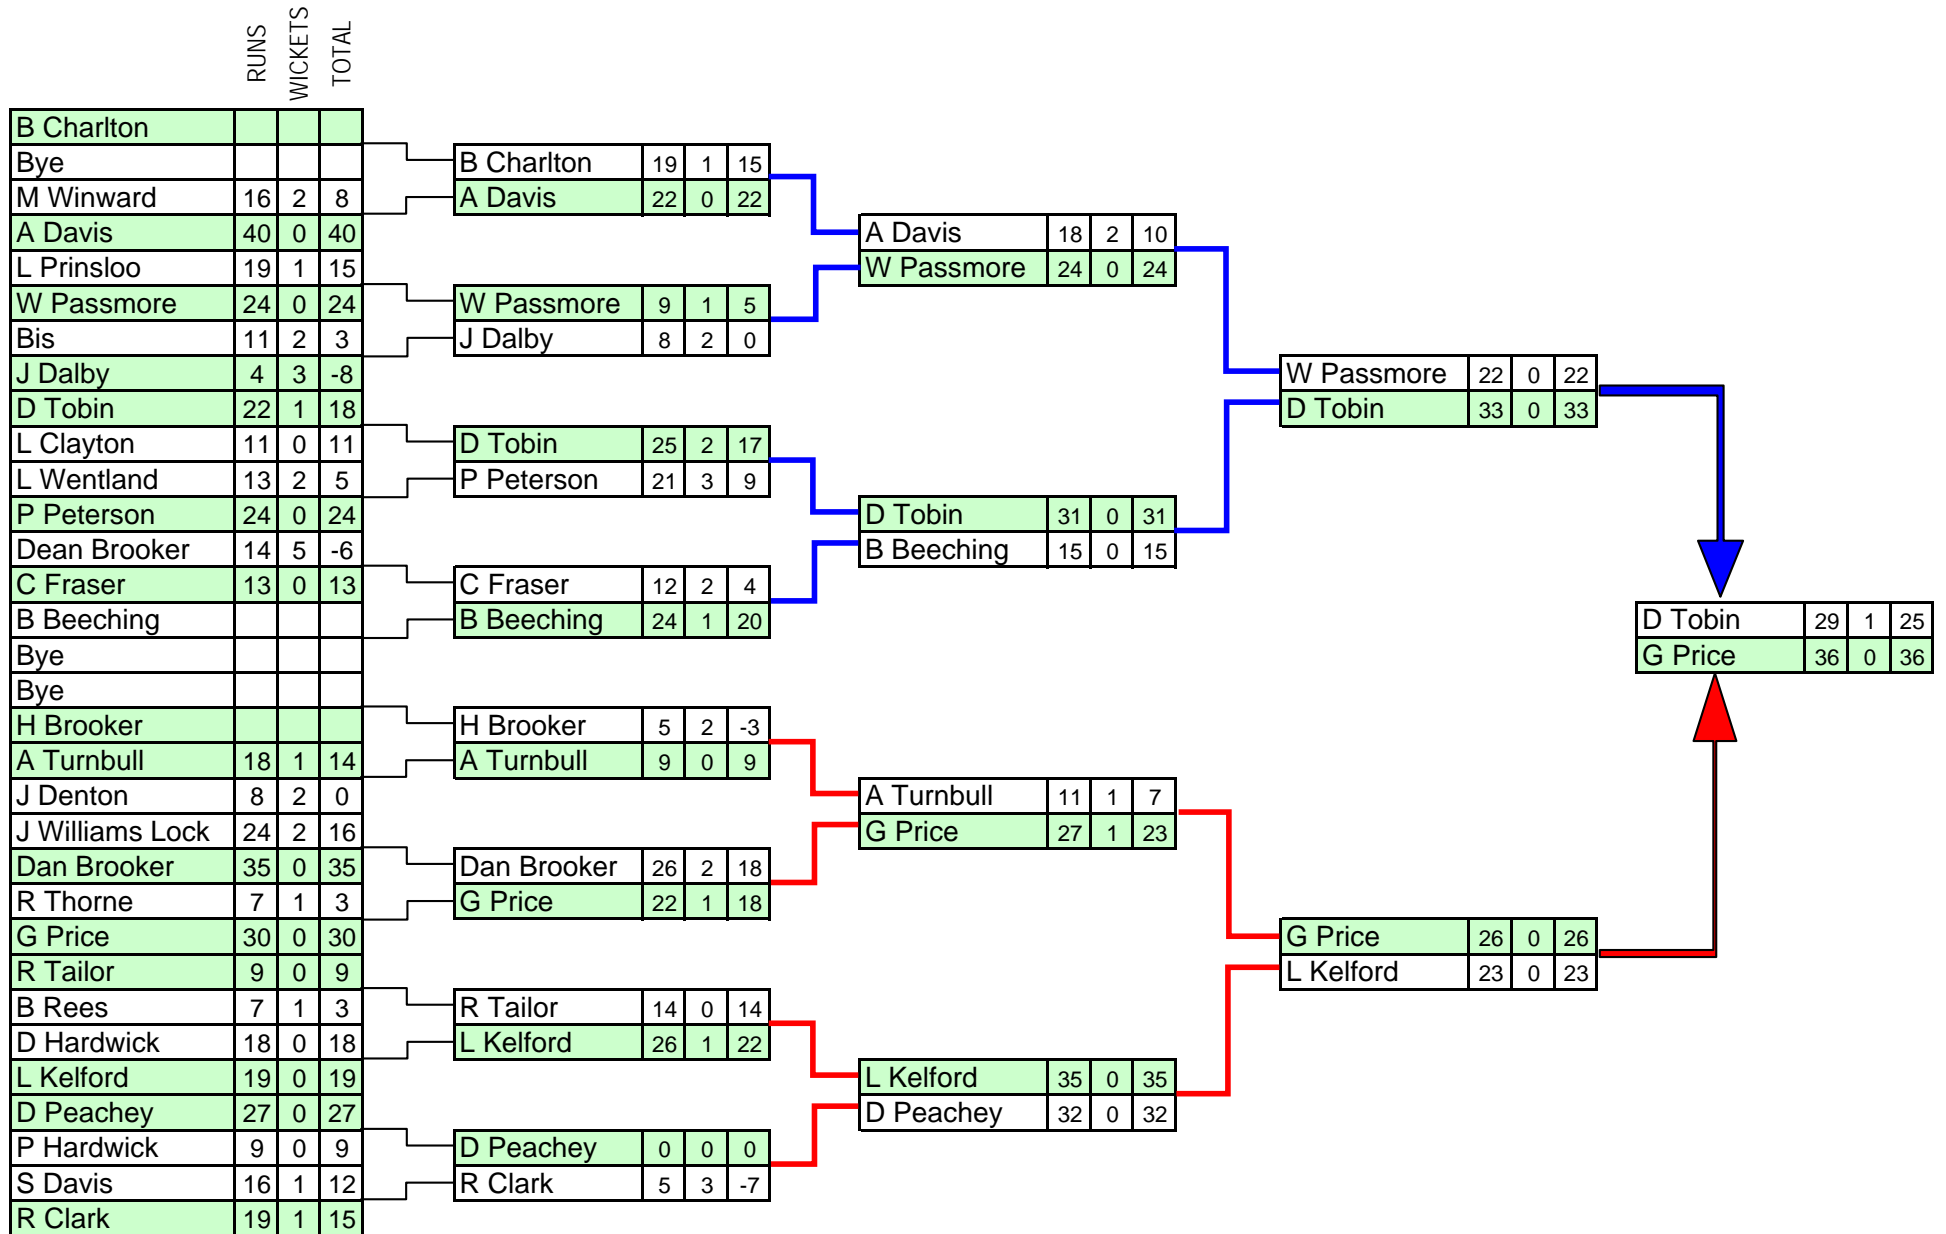 RUNS WICKETS TOTAL
B Charlton
Bye
M Winward 16 2 8
A Davis 40 0 40
L Prinsloo 19 1 15
W Passmore 24 0 24
Bis 11 2 3
J Dalby 4 3 -8
D Tobin 22 1 18
L Clayton 11 0 11
L Wentland 13 2 5
P Peterson 24 0 24
Dean Brooker 14 5 -6
C Fraser 13 0 13
B Beeching
Bye
Bye
H Brooker
A Turnbull 18 1 14
J Denton 8 2 0
J Williams Lock 24 2 16
Dan Brooker 35 0 35
R Thorne 7 1 3
G Price 30 0 30
R Tailor 9 0 9
B Rees 7 1 3
D Hardwick 18 0 18
L Kelford 19 0 19
D Peachey 27 0 27
P Hardwick 9 0 9
S Davis 16 1 12
R Clark 19 1 15
B Charlton 19 1 15
A Davis 22 0 22
W Passmore 9 1 5
J Dalby 8 2 0
D Tobin 25 2 17
P Peterson 21 3 9
C Fraser 12 2 4
B Beeching 24 1 20
H Brooker 5 2 -3
A Turnbull 9 0 9
Dan Brooker 26 2 18
G Price 22 1 18
R Tailor 14 0 14
L Kelford 26 1 22
D Peachey 0 0 0
R Clark 5 3 -7
A Davis 18 2 10
W Passmore 24 0 24
D Tobin 31 0 31
B Beeching 15 0 15
A Turnbull 11 1 7
G Price 27 1 23
L Kelford 35 0 35
D Peachey 32 0 32
W Passmore 22 0 22
D Tobin 33 0 33
G Price 26 0 26
L Kelford 23 0 23
D Tobin 29 1 25
G Price 36 0 36